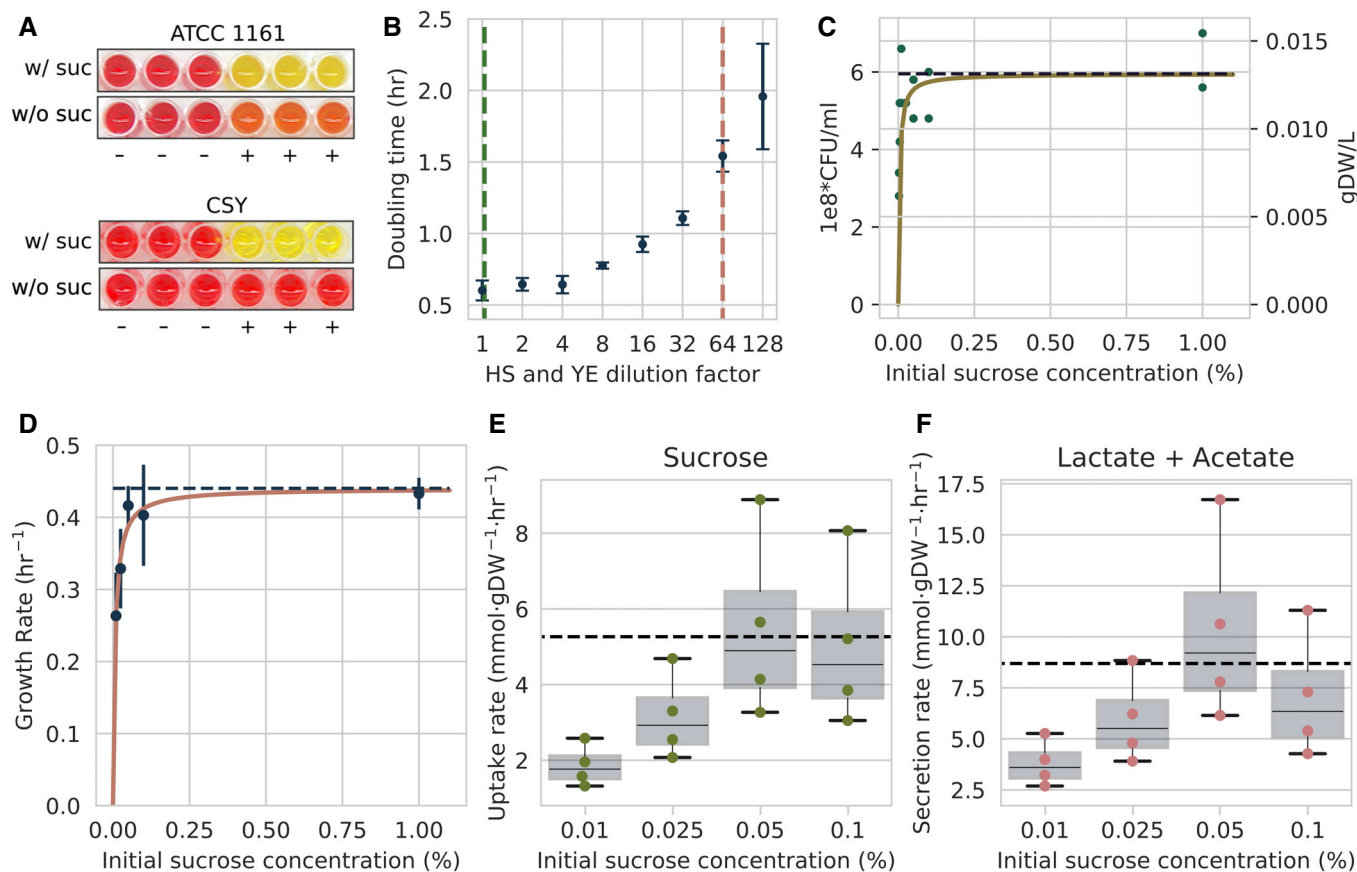 A
ATCC 1161
w/ suc
w/o suc
– – – + + +
CSY
w/ suc
w/o suc
– – – + + +
B
Doubling time (hr)
2.5
2.0
1.5
1.0
0.5
1 2 4 8 16 32 64 128
HS and YE dilution factor
C
1e8*CFU/ml
6
4
2
0
0.015
0.010
0.005
0.000
gDW/L
0.00 0.25 0.50 0.75 1.00
Initial sucrose concentration (%)
D
Growth Rate (hr⁻¹)
0.5
0.4
0.3
0.2
0.1
0.0
0.00 0.25 0.50 0.75 1.00
Initial sucrose concentration (%)
E
Sucrose
Uptake rate (mmol·gDW⁻¹·hr⁻¹)
8
6
4
2
0.01 0.025 0.05 0.1
Initial sucrose concentration (%)
F
Lactate + Acetate
Secretion rate (mmol·gDW⁻¹·hr⁻¹)
17.5
15.0
12.5
10.0
7.5
5.0
2.5
0.01 0.025 0.05 0.1
Initial sucrose concentration (%)